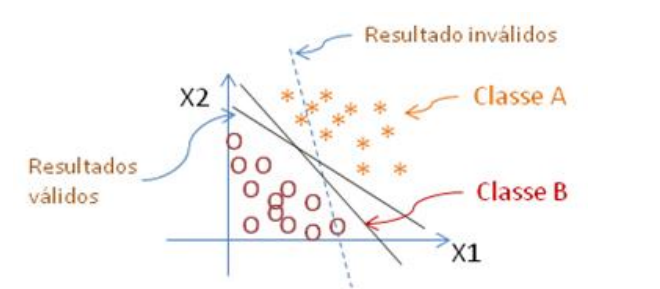 Resultado inválidos
X2
Classe A
Resultados
válidos
Classe B
X1